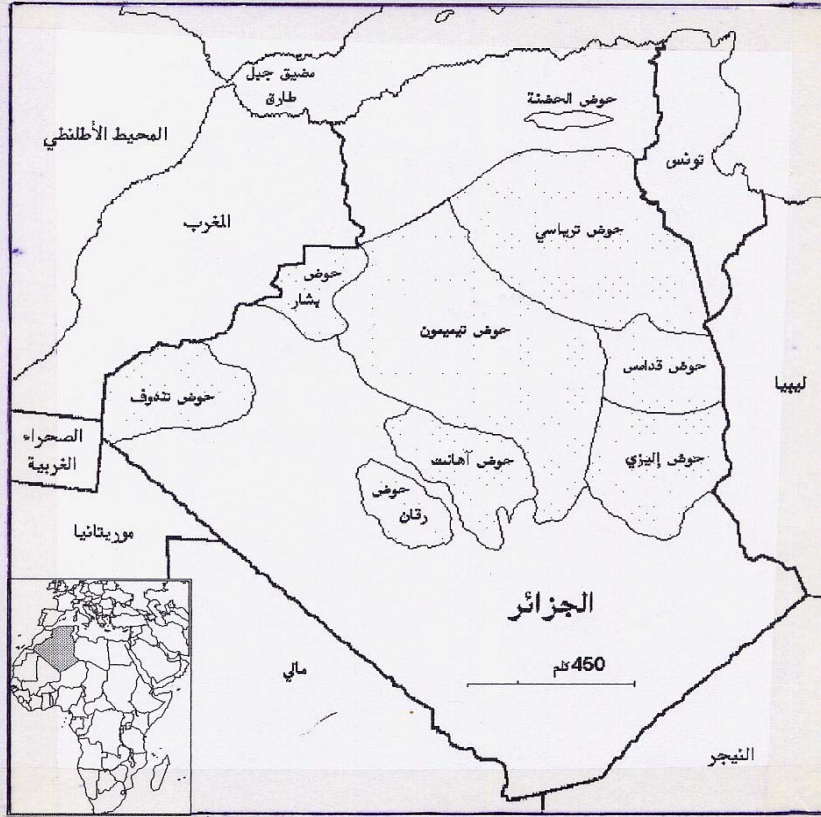 مضيق جبل
طارق
حوض الحضنة
المحيط الأطلنطي
تونس
المغرب
حوض ترياسي
حوض
بشار
حوض تيميمون
حوض قدامس
ليبيا
حوض تندوف
الصحراء
الغربية
حوض آهانت
حوض إليزي
حوض
رقان
موريتانيا
الجزائر
450 كلم
مالي
النيجر